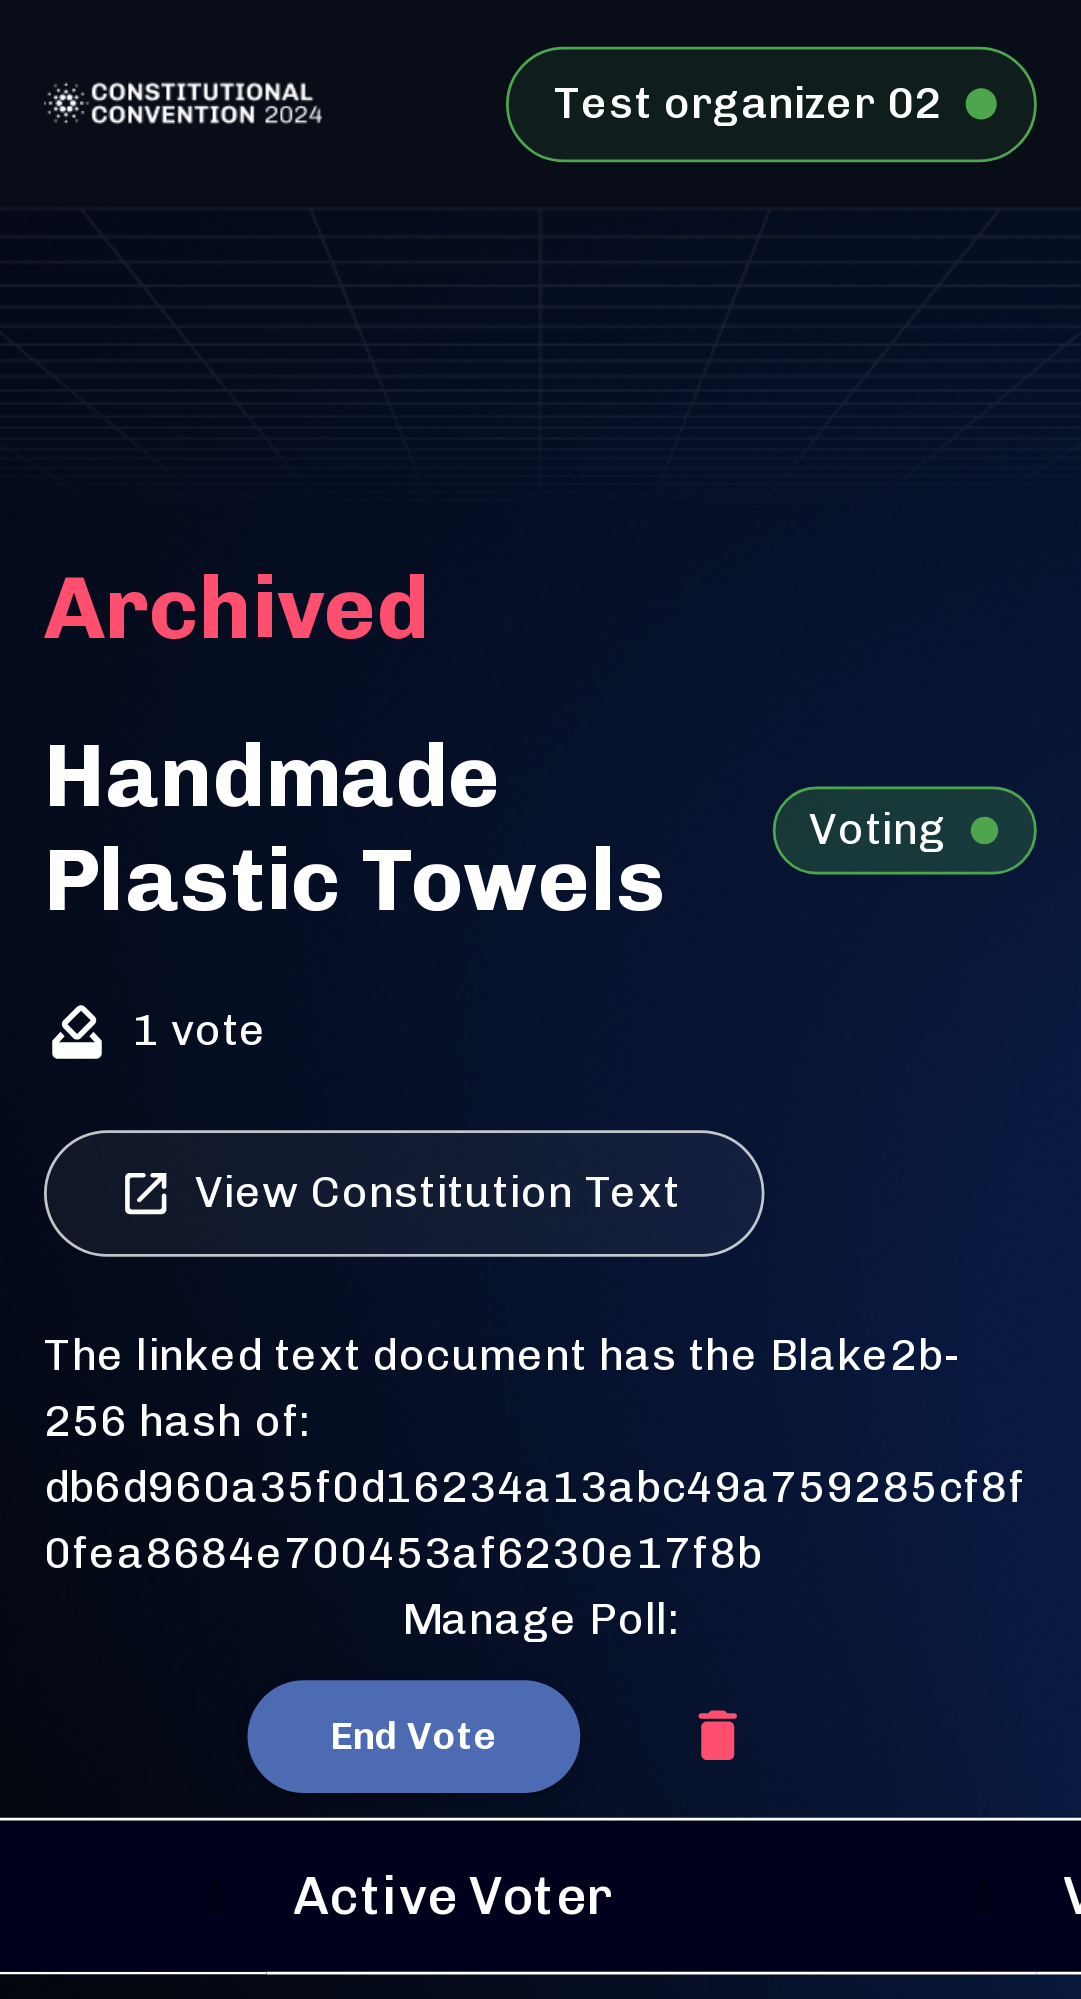 CONSTITUTIONAL
CONVENTION 2024
Test organizer 02
Archived
Handmade
Plastic Towels
Voting
1 vote
View Constitution Text
The linked text document has the Blake2b-
256 hash of:
db6d960a35f0d16234a13abc49a759285cf8f
0fea8684e700453af6230e17f8b
Manage Poll:
End Vote
Active Voter